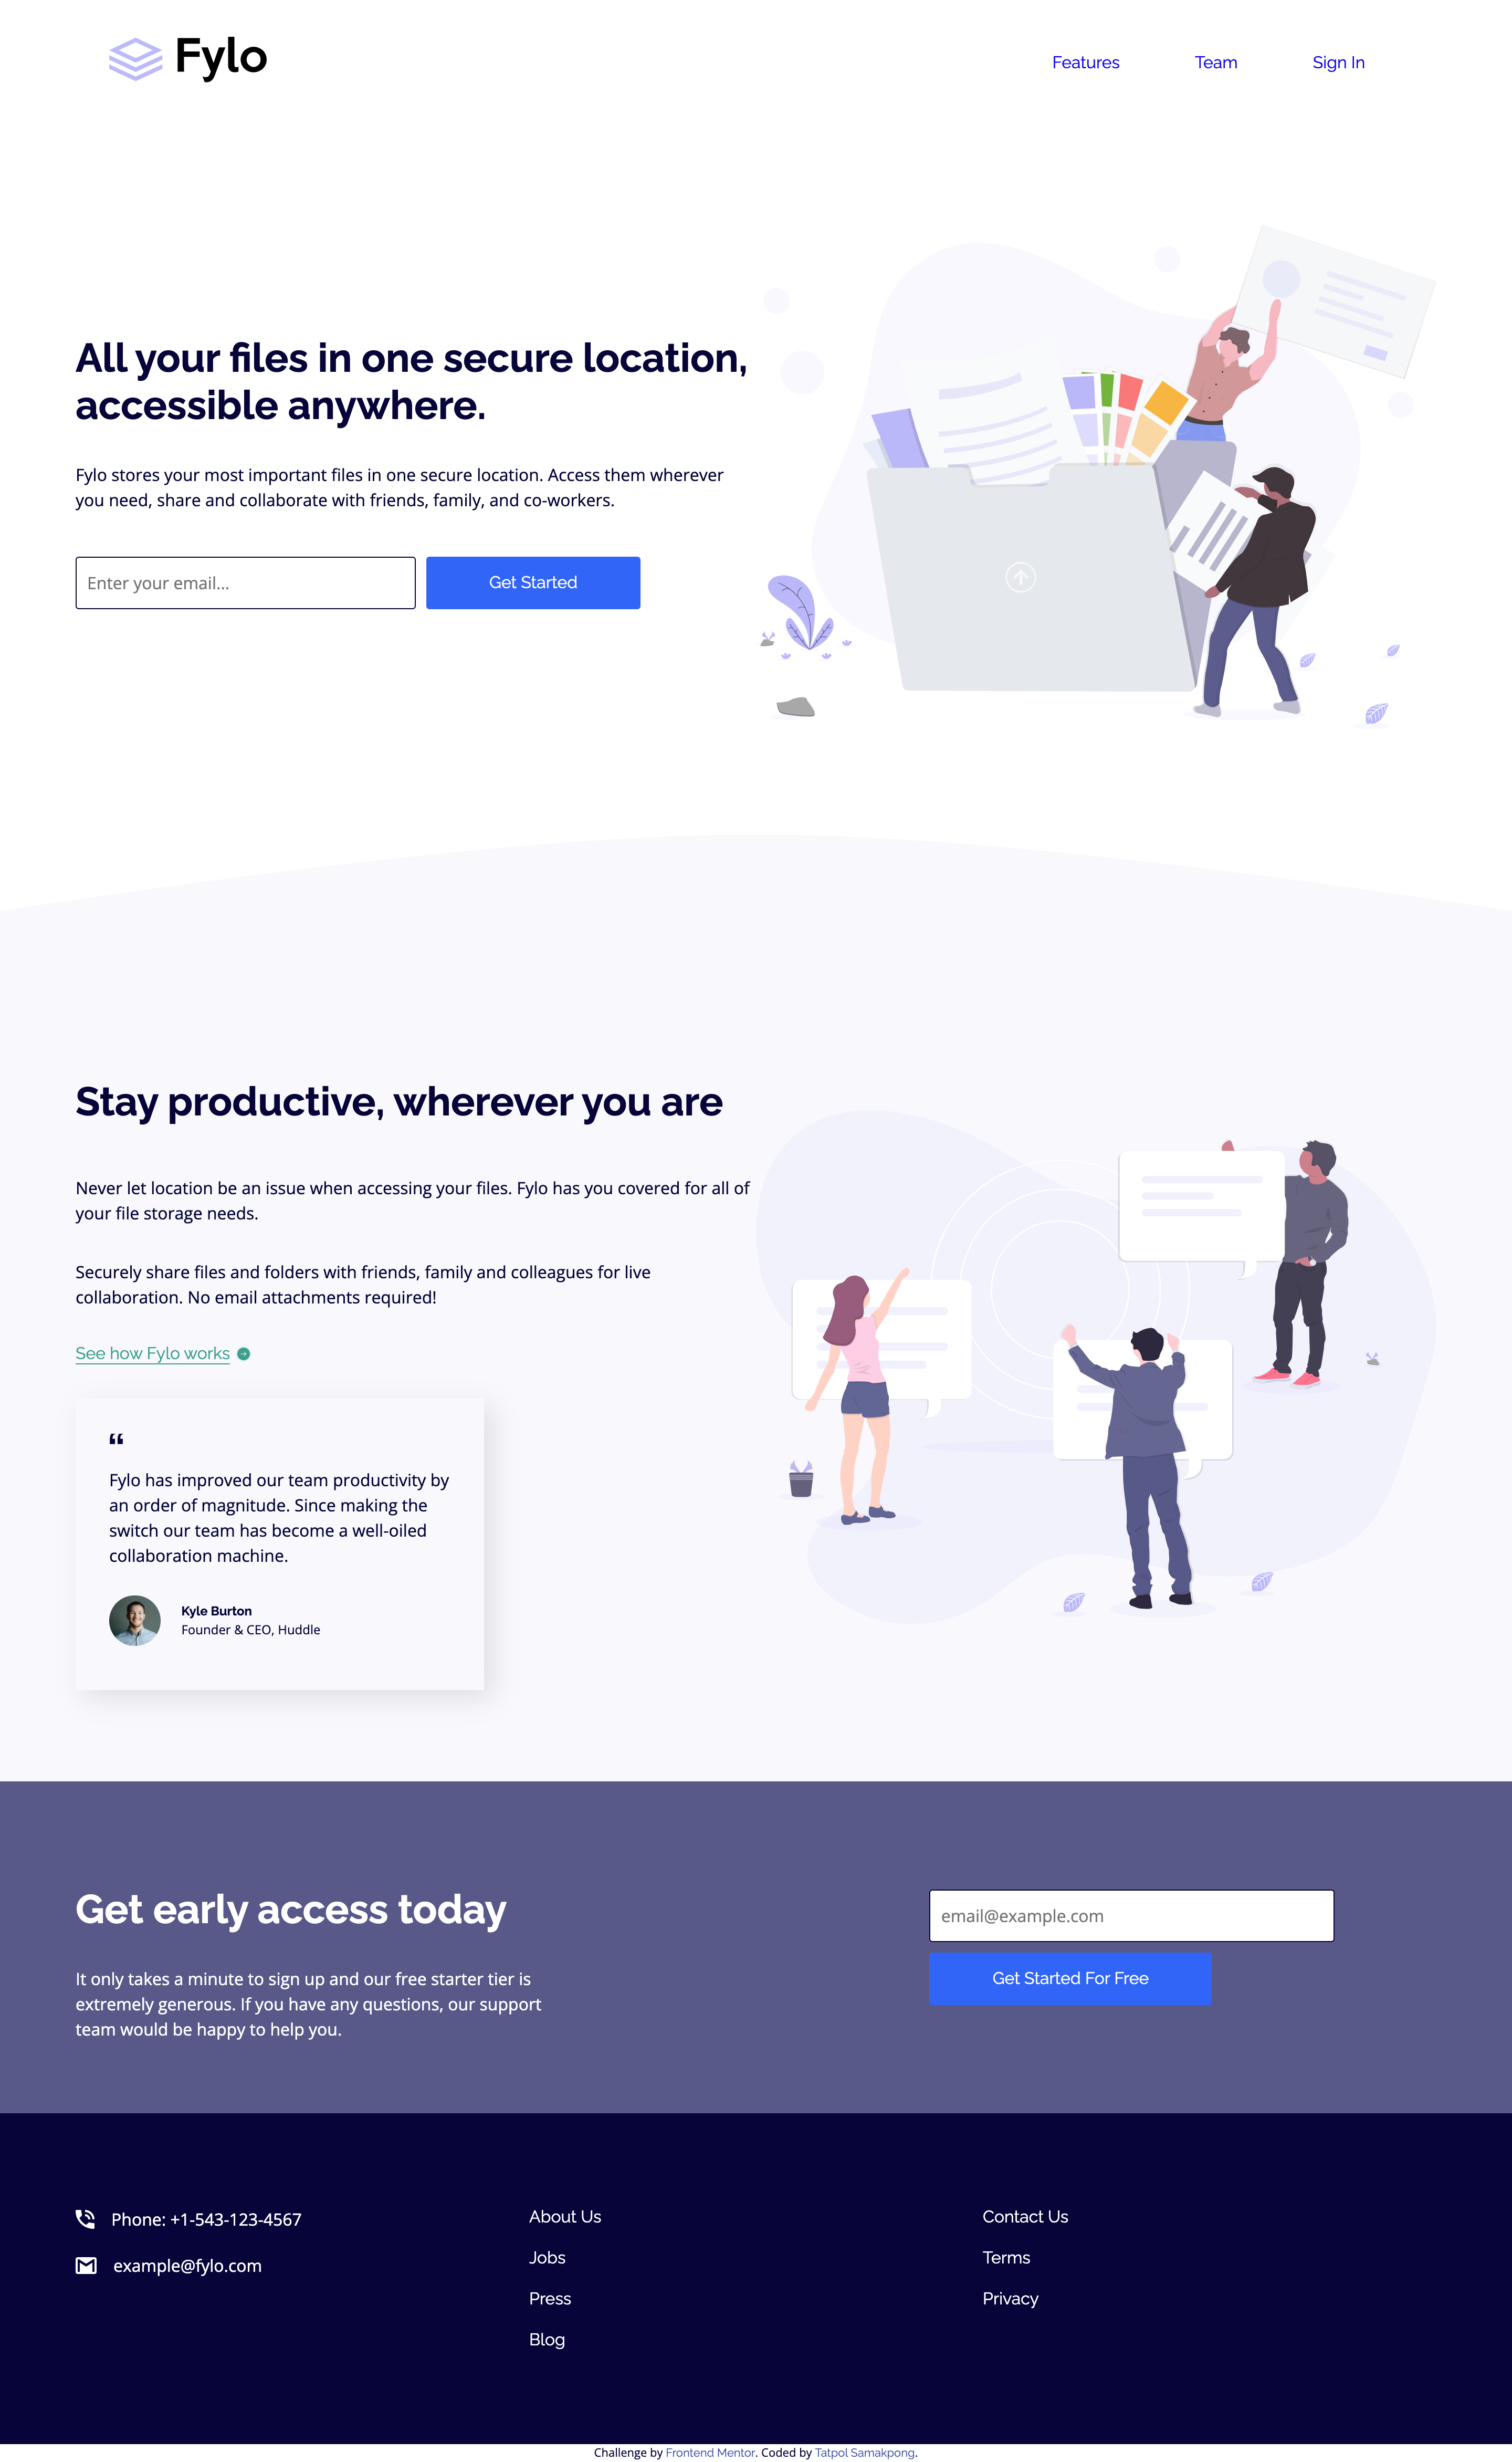 Fylo
Features
Team
Sign In
All your files in one secure location,
accessible anywhere.
Fylo stores your most important files in one secure location. Access them wherever
you need, share and collaborate with friends, family, and co-workers.
Enter your email...
Get Started
Stay productive, wherever you are
Never let location be an issue when accessing your files. Fylo has you covered for all of
your file storage needs.
Securely share files and folders with friends, family and colleagues for live
collaboration. No email attachments required!
See how Fylo works
“
Fylo has improved our team productivity by
an order of magnitude. Since making the
switch our team has become a well-oiled
collaboration machine.
Kyle Burton
Founder & CEO, Huddle
Get early access today
It only takes a minute to sign up and our free starter tier is
extremely generous. If you have any questions, our support
team would be happy to help you.
email@example.com
Get Started For Free
Phone: +1-543-123-4567
example@fylo.com
About Us
Jobs
Press
Blog
Contact Us
Terms
Privacy
Challenge by Frontend Mentor. Coded by Tatpol Samakpong.